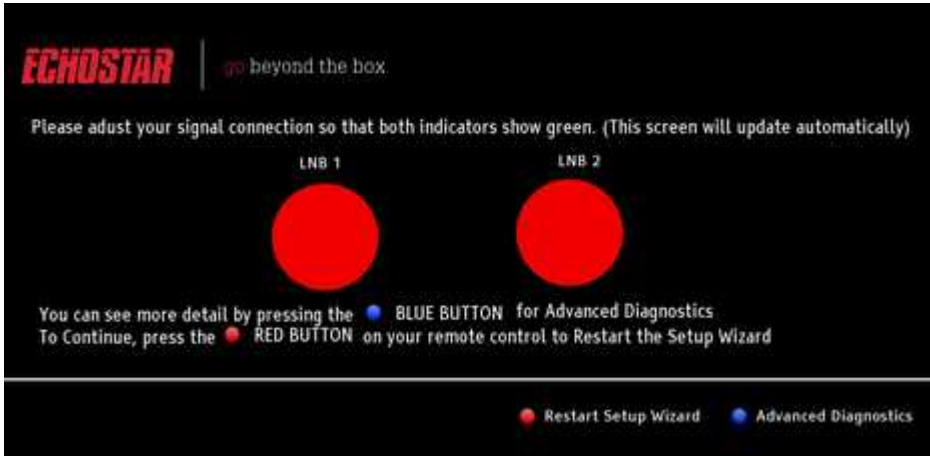 ECHOSTAR
go beyond the box
Please adust your signal connection so that both indicators show green. (This screen will update automatically)
LNB 1
LNB 2
You can see more detail by pressing the BLUE BUTTON for Advanced Diagnostics
To Continue, press the RED BUTTON on your remote control to Restart the Setup Wizard
Restart Setup Wizard
Advanced Diagnostics